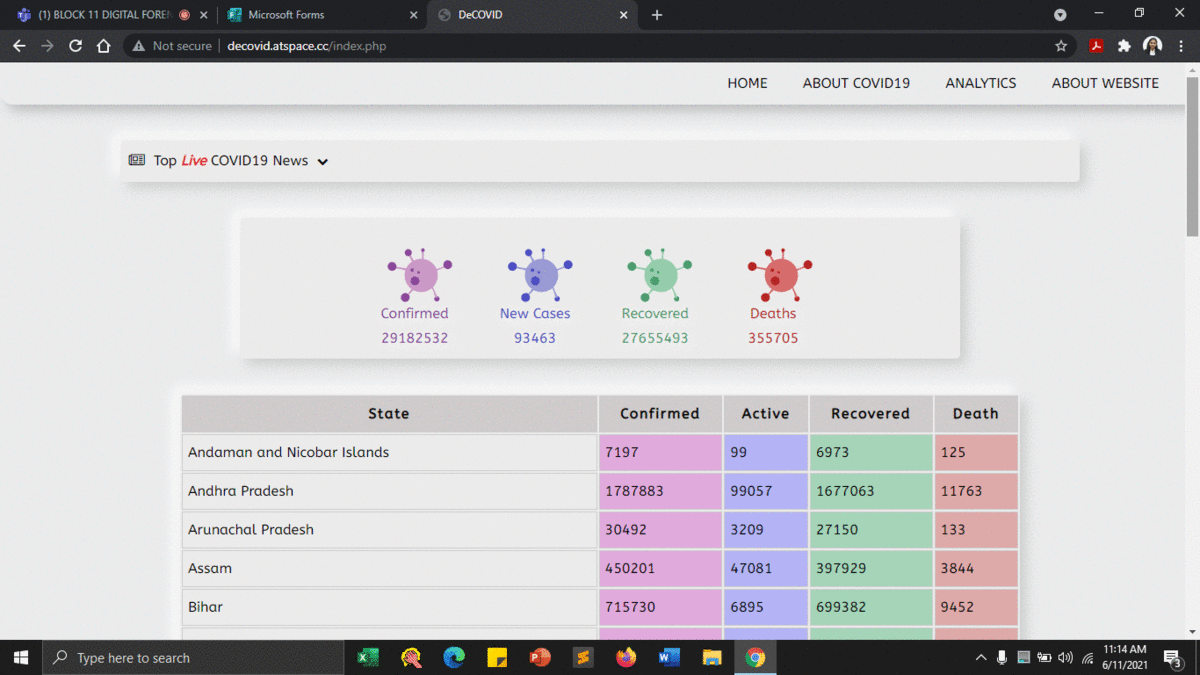 (1) BLOCK 11 DIGITAL FOREN
Microsoft Forms
DeCOVID
Not secure
decovid.atspace.cc/index.php
HOME ABOUT COVID19 ANALYTICS ABOUT WEBSITE
Top Live COVID19 News
Confirmed New Cases Recovered Deaths
29182532 93463 27655493 355705
State Confirmed Active Recovered Death
Andaman and Nicobar Islands 7197 99 6973 125
Andhra Pradesh 1787883 99057 1677063 11763
Arunachal Pradesh 30492 3209 27150 133
Assam 450201 47081 397929 3844
Bihar 715730 6895 699382 9452
Type here to search
11:14 AM
6/11/2021
3